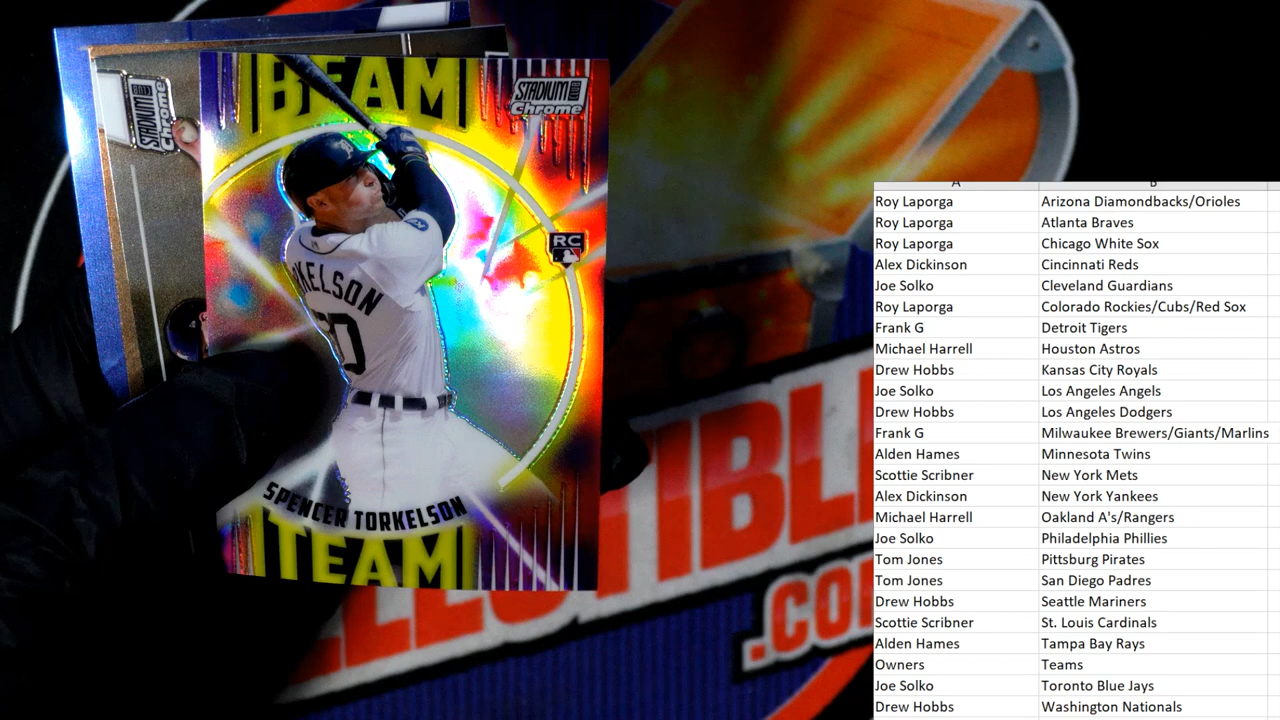 BEAM
STADIUM CLUB
Chrome
STADIUM CLUB
Chrome
RC
RKELSON
SPENCER TORKELSON
TEAM
.CO
A B
Roy Laporga Arizona Diamondbacks/Orioles
Roy Laporga Atlanta Braves
Roy Laporga Chicago White Sox
Alex Dickinson Cincinnati Reds
Joe Solko Cleveland Guardians
Roy Laporga Colorado Rockies/Cubs/Red Sox
Frank G Detroit Tigers
Michael Harrell Houston Astros
Drew Hobbs Kansas City Royals
Joe Solko Los Angeles Angels
Drew Hobbs Los Angeles Dodgers
Frank G Milwaukee Brewers/Giants/Marlins
Alden Hames Minnesota Twins
Scottie Scribner New York Mets
Alex Dickinson New York Yankees
Michael Harrell Oakland A's/Rangers
Joe Solko Philadelphia Phillies
Tom Jones Pittsburg Pirates
Tom Jones San Diego Padres
Drew Hobbs Seattle Mariners
Scottie Scribner St. Louis Cardinals
Alden Hames Tampa Bay Rays
Owners Teams
Joe Solko Toronto Blue Jays
Drew Hobbs Washington Nationals